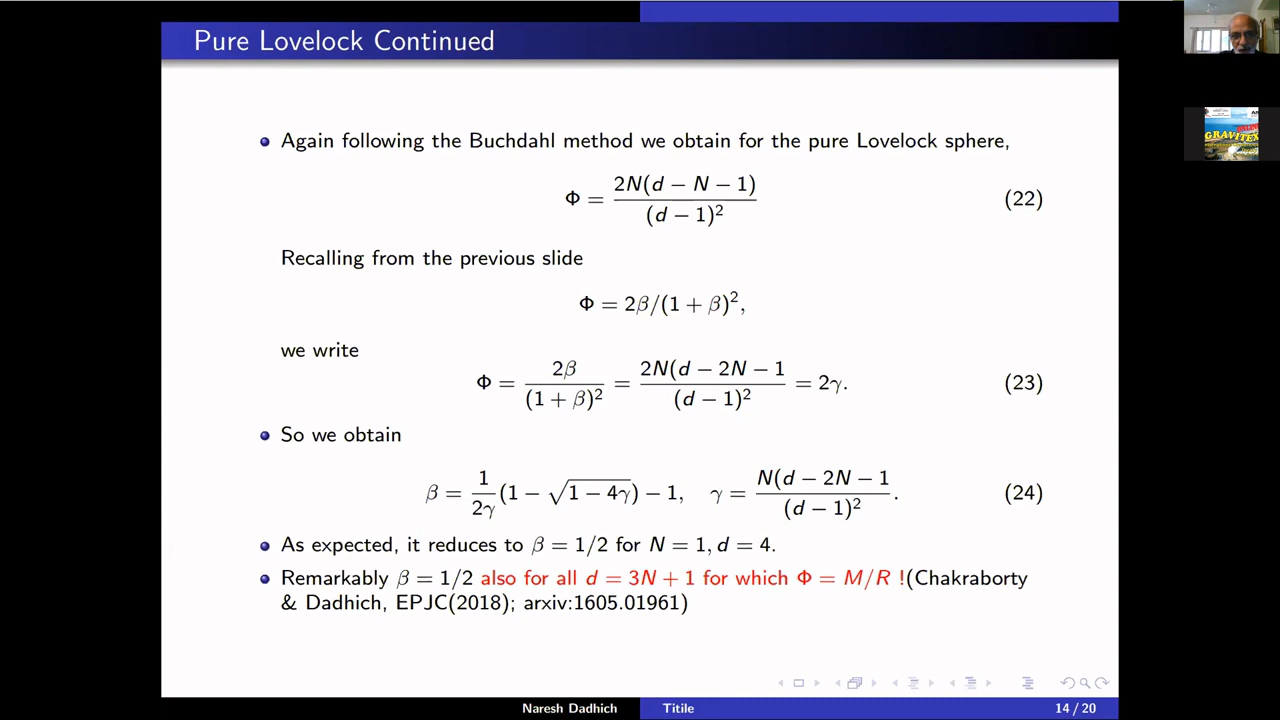 Pure Lovelock Continued
Again following the Buchdahl method we obtain for the pure Lovelock sphere,
Φ = 2N(d − N − 1) / (d − 1)² (22)
Recalling from the previous slide
Φ = 2β/(1 + β)²,
we write
Φ = 2β / (1 + β)² = 2N(d − 2N − 1 / (d − 1)² = 2γ. (23)
So we obtain
β = 1/2γ (1 − √1 − 4γ) − 1, γ = N(d − 2N − 1 / (d − 1)². (24)
As expected, it reduces to β = 1/2 for N = 1, d = 4.
Remarkably β = 1/2 also for all d = 3N + 1 for which Φ = M/R !(Chakraborty
& Dadhich, EPJC(2018); arxiv:1605.01961)
Naresh Dadhich Titile 14 / 20
GRAVITEX